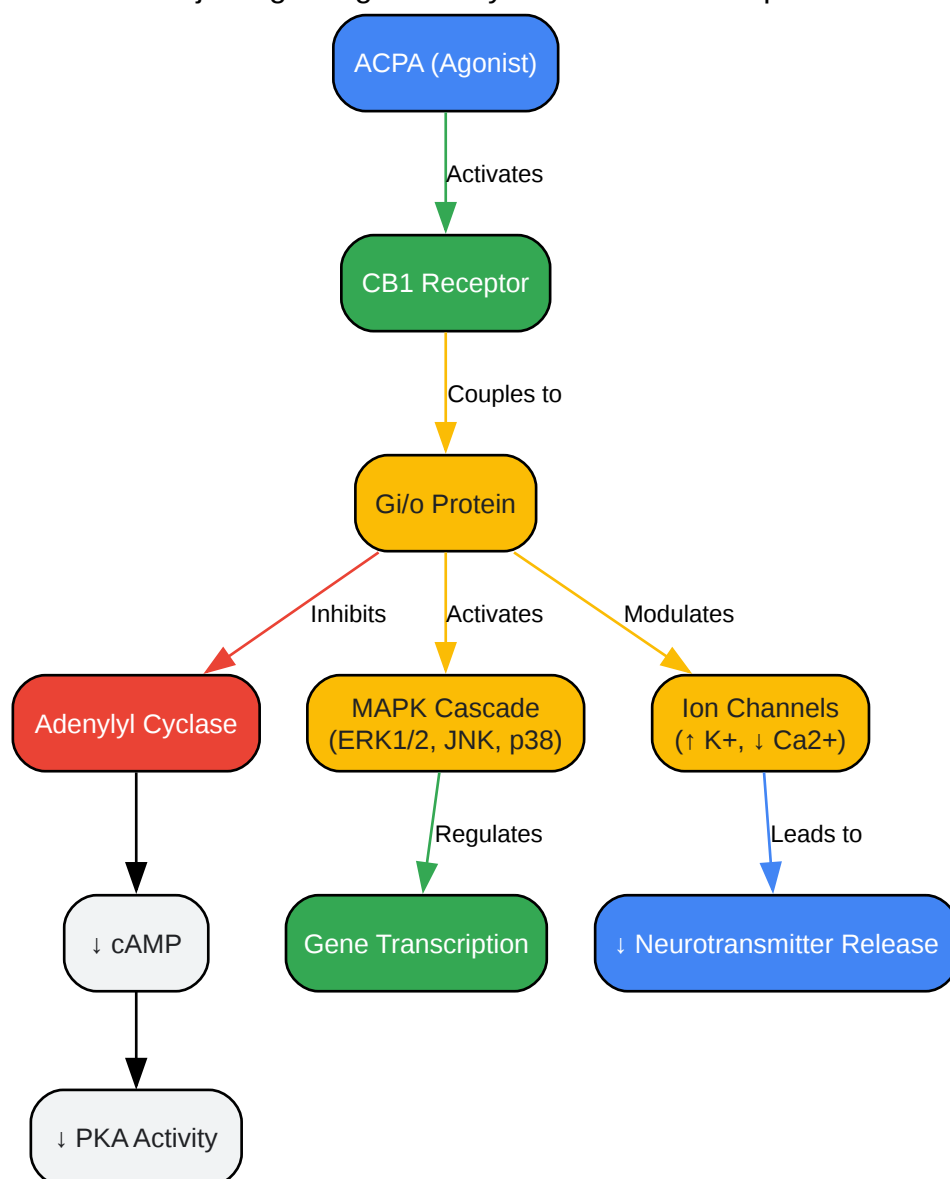 ACPA (Agonist)
Activates
CB1 Receptor
Couples to
Gi/o Protein
Inhibits
Activates
Modulates
Adenylyl Cyclase
MAPK Cascade
(ERK1/2, JNK, p38)
Ion Channels
(↑ K+, ↓ Ca2+)
Regulates
Leads to
↓ cAMP
Gene Transcription
↓ Neurotransmitter Release
↓ PKA Activity